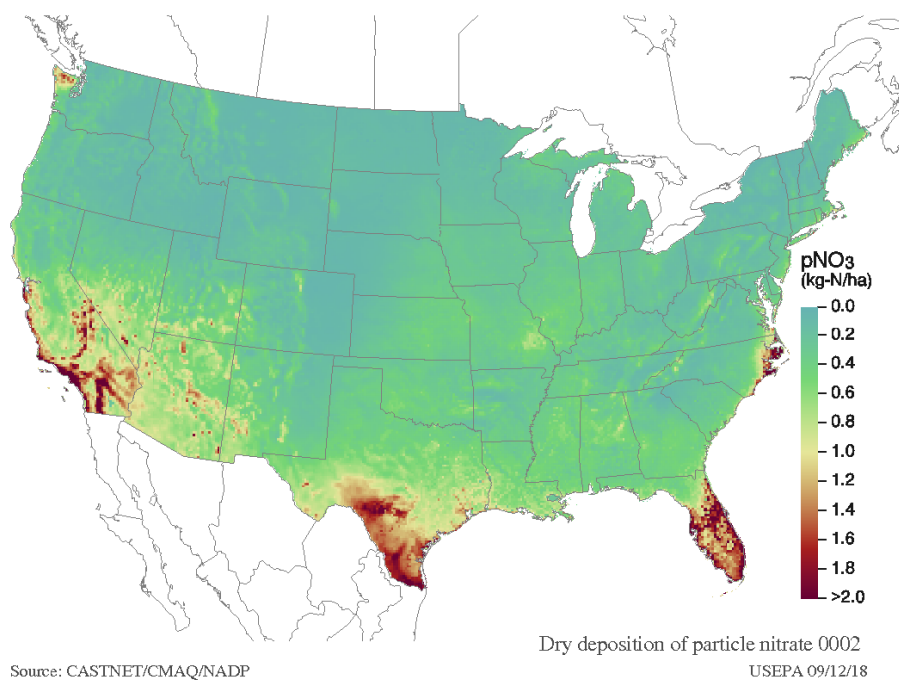 pNO3
(kg-N/ha)
0.0
0.2
0.4
0.6
0.8
1.0
1.2
1.4
1.6
1.8
>2.0
Dry deposition of particle nitrate 0002
Source: CASTNET/CMAQ/NADP
USEPA 09/12/18